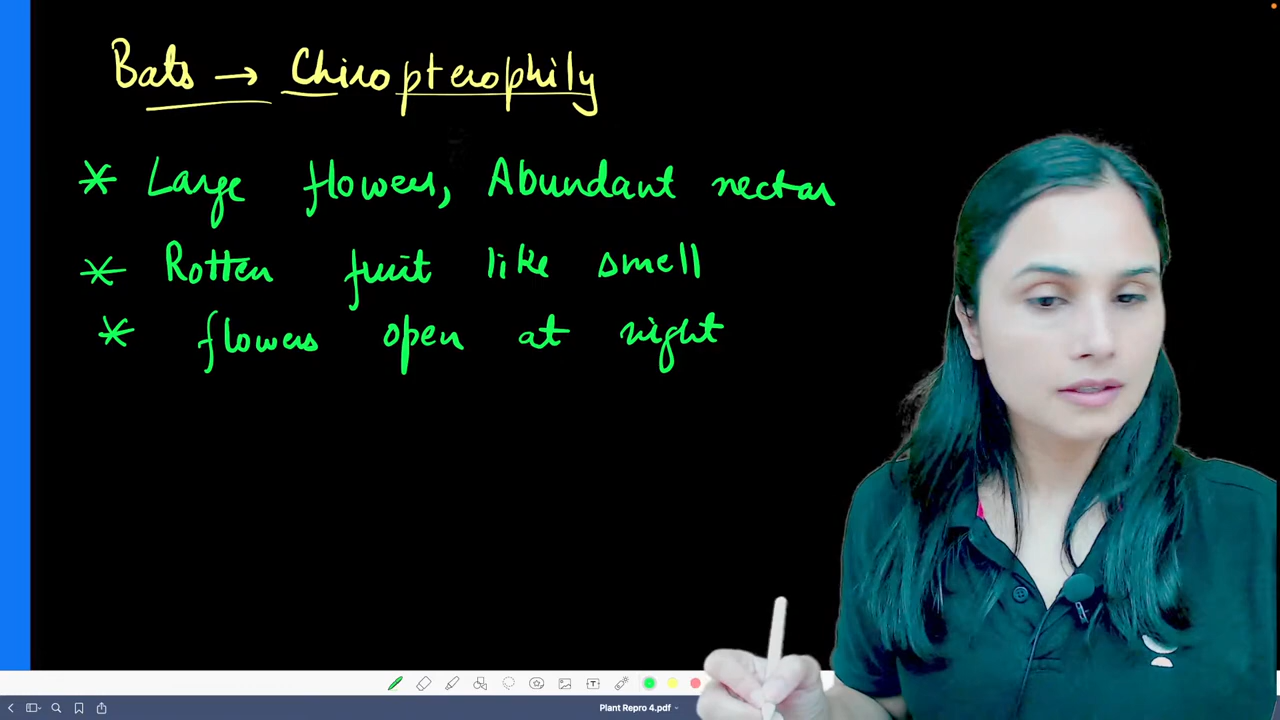 Bats → Chiropterophily
* Large flowers, Abundant nectar
* Rotten fruit like smell
* flowers open at night
Plant Repro 4.pdf